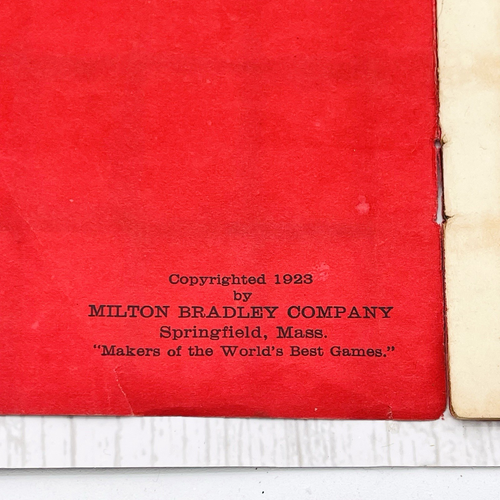 Copyrighted 1923
by
MILTON BRADLEY COMPANY
Springfield, Mass.
"Makers of the World's Best Games."